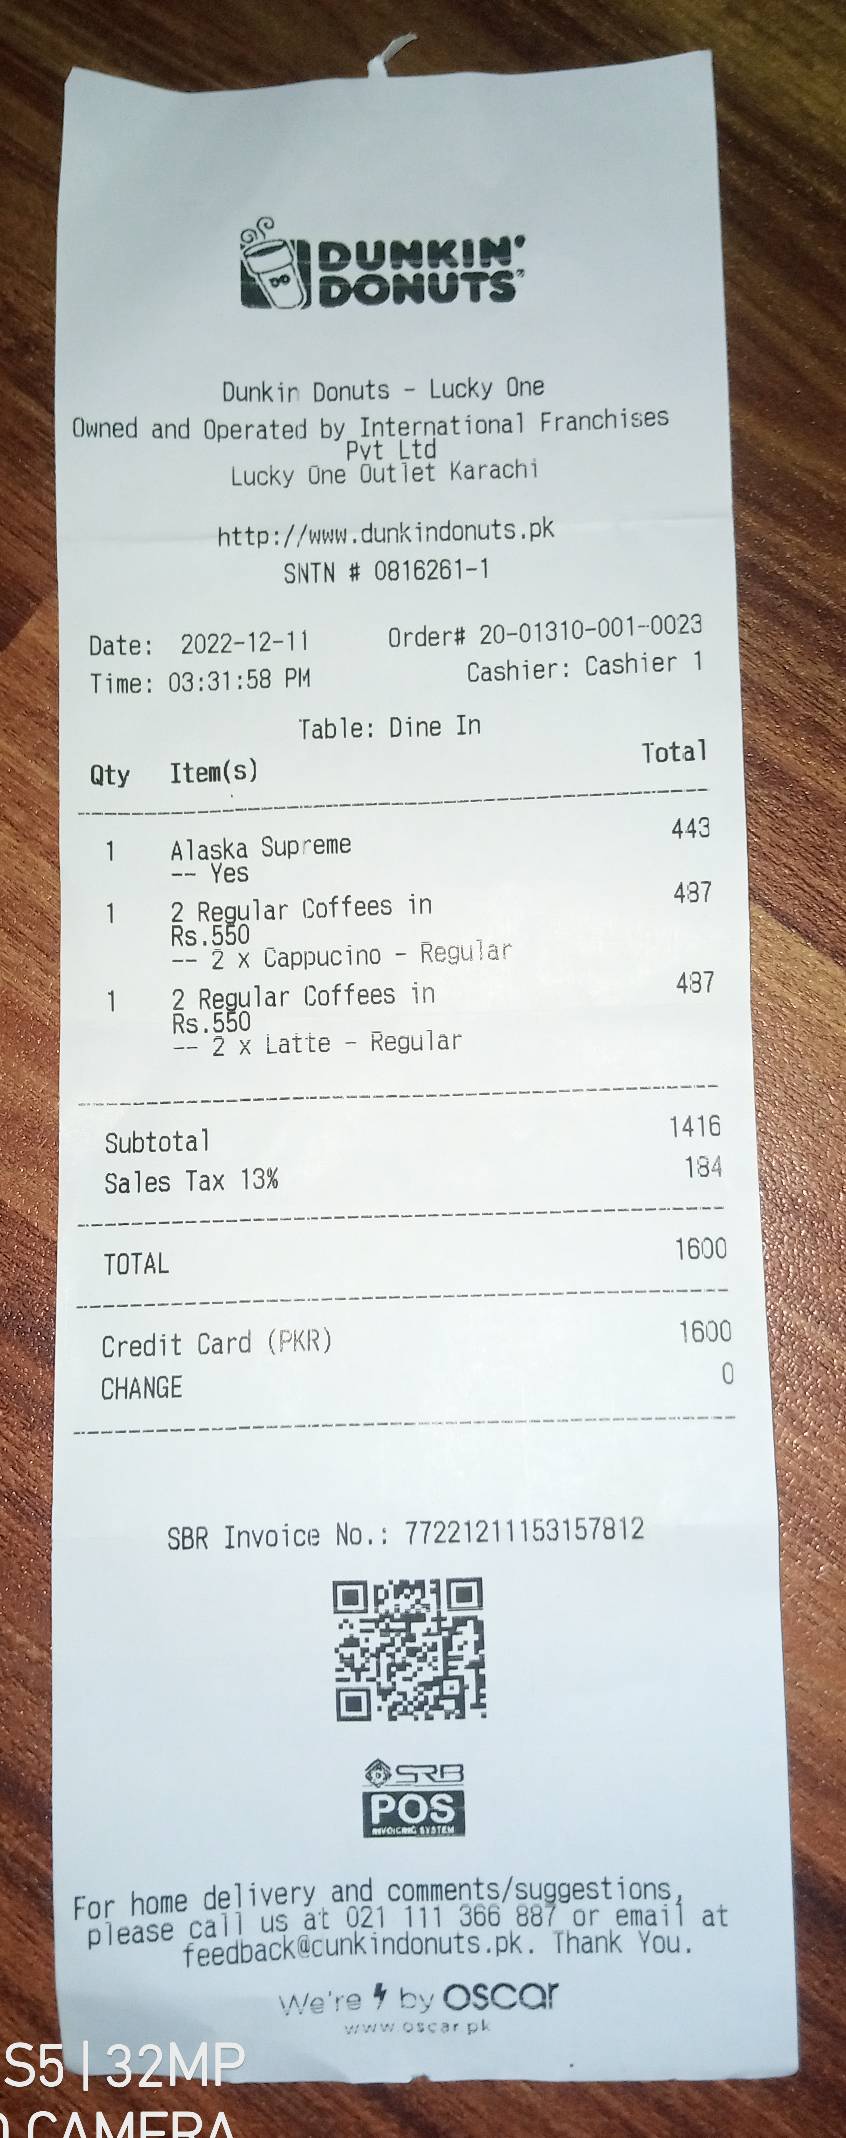 DUNKIN'
DONUTS
Dunkin Donuts - Lucky One
Owned and Operated by International Franchises
Pvt Ltd
Lucky One Outlet Karachi
http://www.dunkindonuts.pk
SNTN # 0816261-1
Date: 2022-12-11 Order# 20-01310-001-0023
Time: 03:31:58 PM Cashier: Cashier 1
Table: Dine In
Qty Item(s) Total
1 Alaska Supreme 443
-- Yes
1 2 Regular Coffees in 487
Rs.550
-- 2 x Cappucino - Regular
1 2 Regular Coffees in 487
Rs.550
-- 2 x Latte - Regular
Subtotal 1416
Sales Tax 13% 184
TOTAL 1600
Credit Card (PKR) 1600
CHANGE 0
SBR Invoice No.: 77221211153157812
SRB
POS
INVOICING SYSTEM
For home delivery and comments/suggestions,
please call us at 021 111 366 887 or email at
feedback@cunkindonuts.pk. Thank You.
We're by oscar
www.oscar.pk
S5 | 32MP
CAMERA